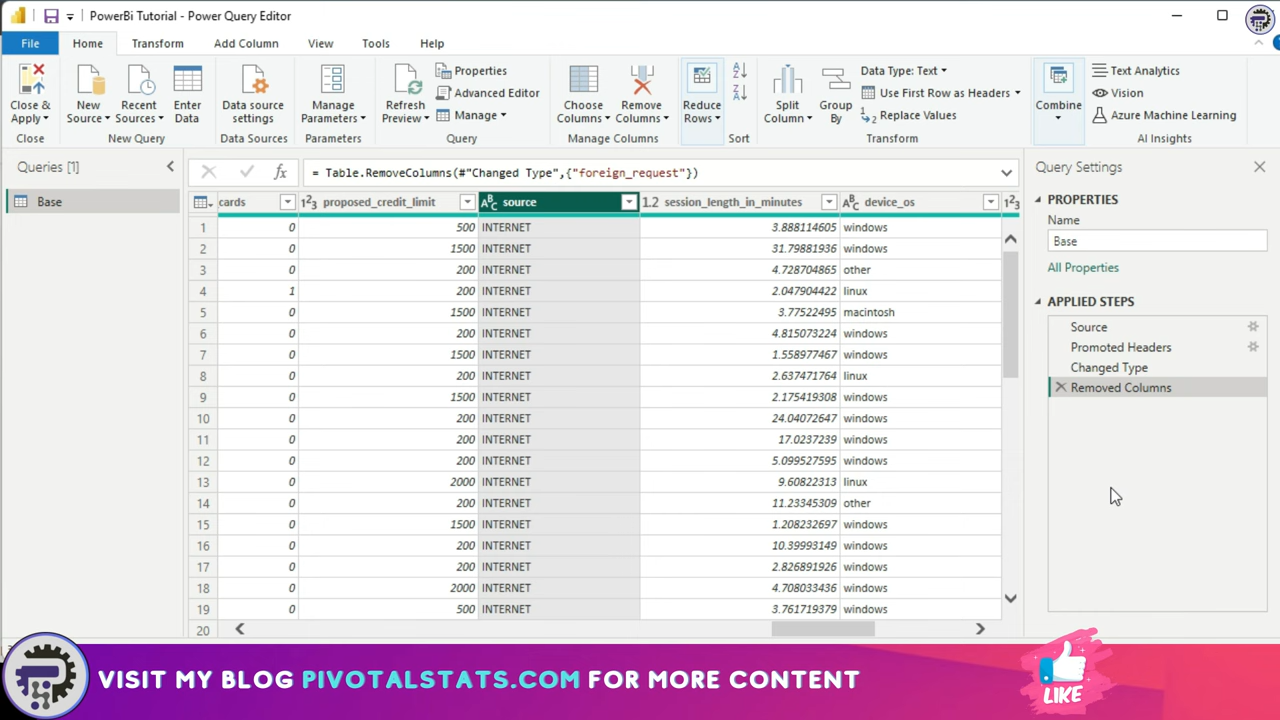 PowerBi Tutorial - Power Query Editor
File Home Transform Add Column View Tools Help
Close & Apply
Close
New Source
Recent Sources
Enter Data
New Query
Data source settings
Data Sources
Manage Parameters
Parameters
Refresh Preview
Properties
Advanced Editor
Manage
Query
Choose Columns
Remove Columns
Manage Columns
Reduce Rows
Sort
Split Column
Group By
Data Type: Text
Use First Row as Headers
1 2 Replace Values
Transform
Combine
Text Analytics
Vision
Azure Machine Learning
AI Insights
Queries [1]
Base
fx = Table.RemoveColumns(#"Changed Type",{"foreign_request"})
cards 1²3 proposed_credit_limit ABC source 1.2 session_length_in_minutes ABC device_os 1²3
1 0 500 INTERNET 3.888114605 windows
2 0 1500 INTERNET 31.79881936 windows
3 0 200 INTERNET 4.728704865 other
4 1 200 INTERNET 2.047904422 linux
5 0 1500 INTERNET 3.77522495 macintosh
6 0 200 INTERNET 4.815073224 windows
7 0 1500 INTERNET 1.558977467 windows
8 0 200 INTERNET 2.637471764 linux
9 0 1500 INTERNET 2.175419308 windows
10 0 200 INTERNET 24.04072647 windows
11 0 200 INTERNET 17.0237239 windows
12 0 200 INTERNET 5.099527595 windows
13 0 2000 INTERNET 9.60822313 linux
14 0 200 INTERNET 11.23345309 other
15 0 1500 INTERNET 1.208232697 windows
16 0 200 INTERNET 10.39993149 windows
17 0 200 INTERNET 2.826891926 windows
18 0 2000 INTERNET 4.708033436 windows
19 0 500 INTERNET 3.761719379 windows
20
Query Settings
PROPERTIES
Name
Base
All Properties
APPLIED STEPS
Source
Promoted Headers
Changed Type
Removed Columns
VISIT MY BLOG PIVOTALSTATS.COM FOR MORE CONTENT
LIKE